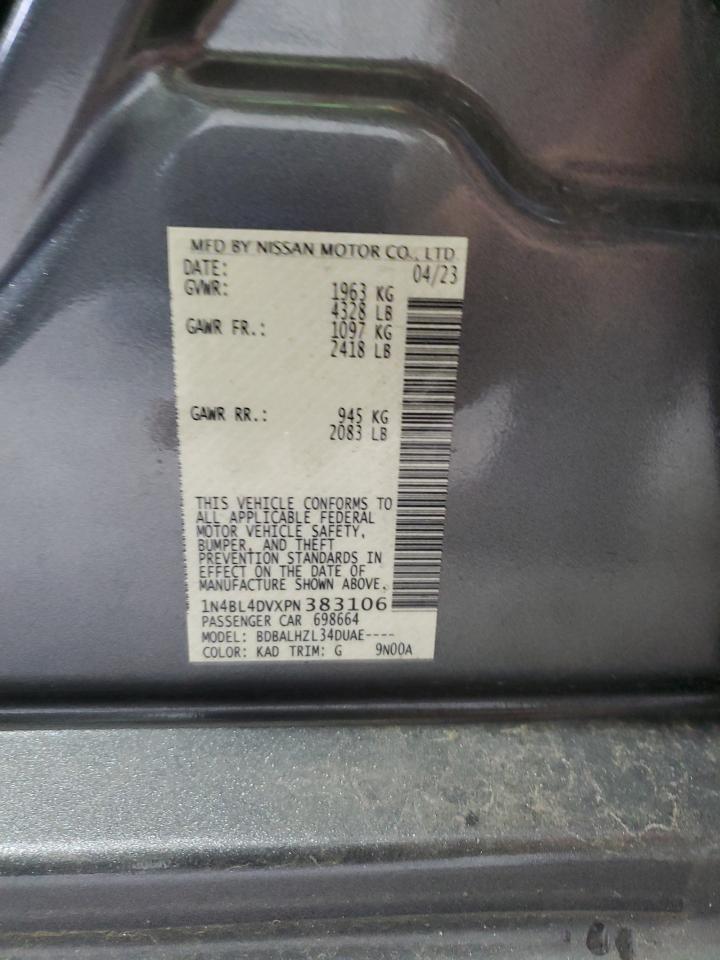 MFD BY NISSAN MOTOR CO., LTD
DATE: 04/23
GVWR: 1963 KG
4328 LB
GAWR FR.: 1097 KG
2418 LB
GAWR RR.: 945 KG
2083 LB
THIS VEHICLE CONFORMS TO
ALL APPLICABLE FEDERAL
MOTOR VEHICLE SAFETY,
BUMPER, AND THEFT
PREVENTION STANDARDS IN
EFFECT ON THE DATE OF
MANUFACTURE SHOWN ABOVE.
1N4BL4DVXPN383106
PASSENGER CAR 698664
MODEL: BDBALHZL34DUAE----
COLOR: KAD TRIM: G 9N00A